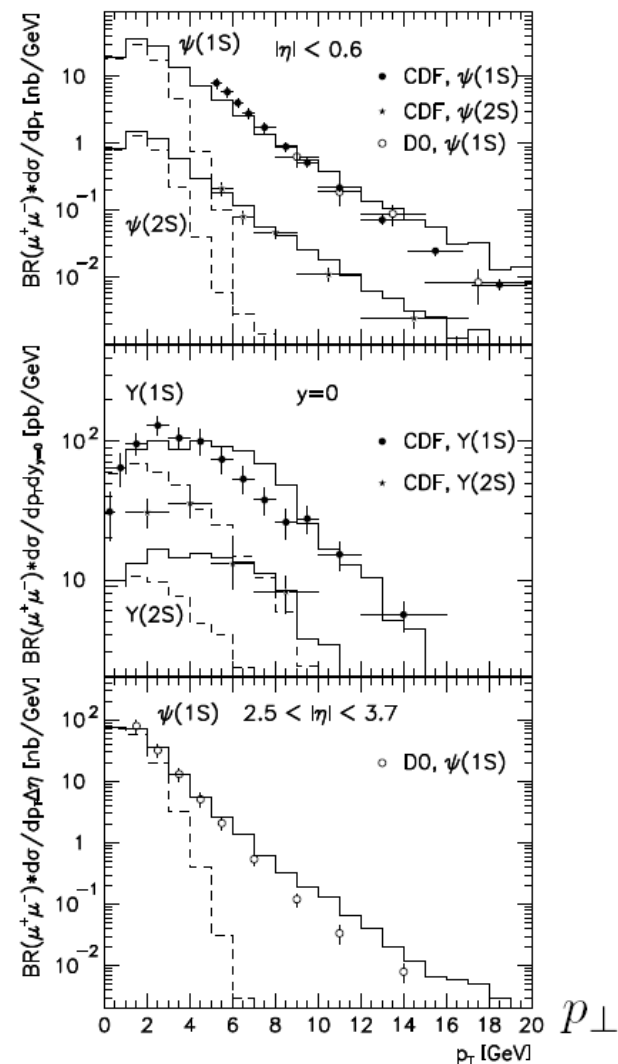 BR(μ⁺μ⁻)*dσ/dp_T [nb/GeV]
10
1
10⁻¹
10⁻²
ψ(1S)
|η| < 0.6
ψ(2S)
CDF, ψ(1S)
CDF, ψ(2S)
D0, ψ(1S)
BR(μ⁺μ⁻)*dσ/dp_Tdy_y=0 [pb/GeV]
10²
10
Y(1S)
y=0
Y(2S)
CDF, Y(1S)
CDF, Y(2S)
BR(μ⁺μ⁻)*dσ/dp_TΔη [nb/GeV]
10²
10
1
10⁻¹
10⁻²
ψ(1S) 2.5 < |η| < 3.7
D0, ψ(1S)
0 2 4 6 8 10 12 14 16 18 20
p_T [GeV]
p_⊥